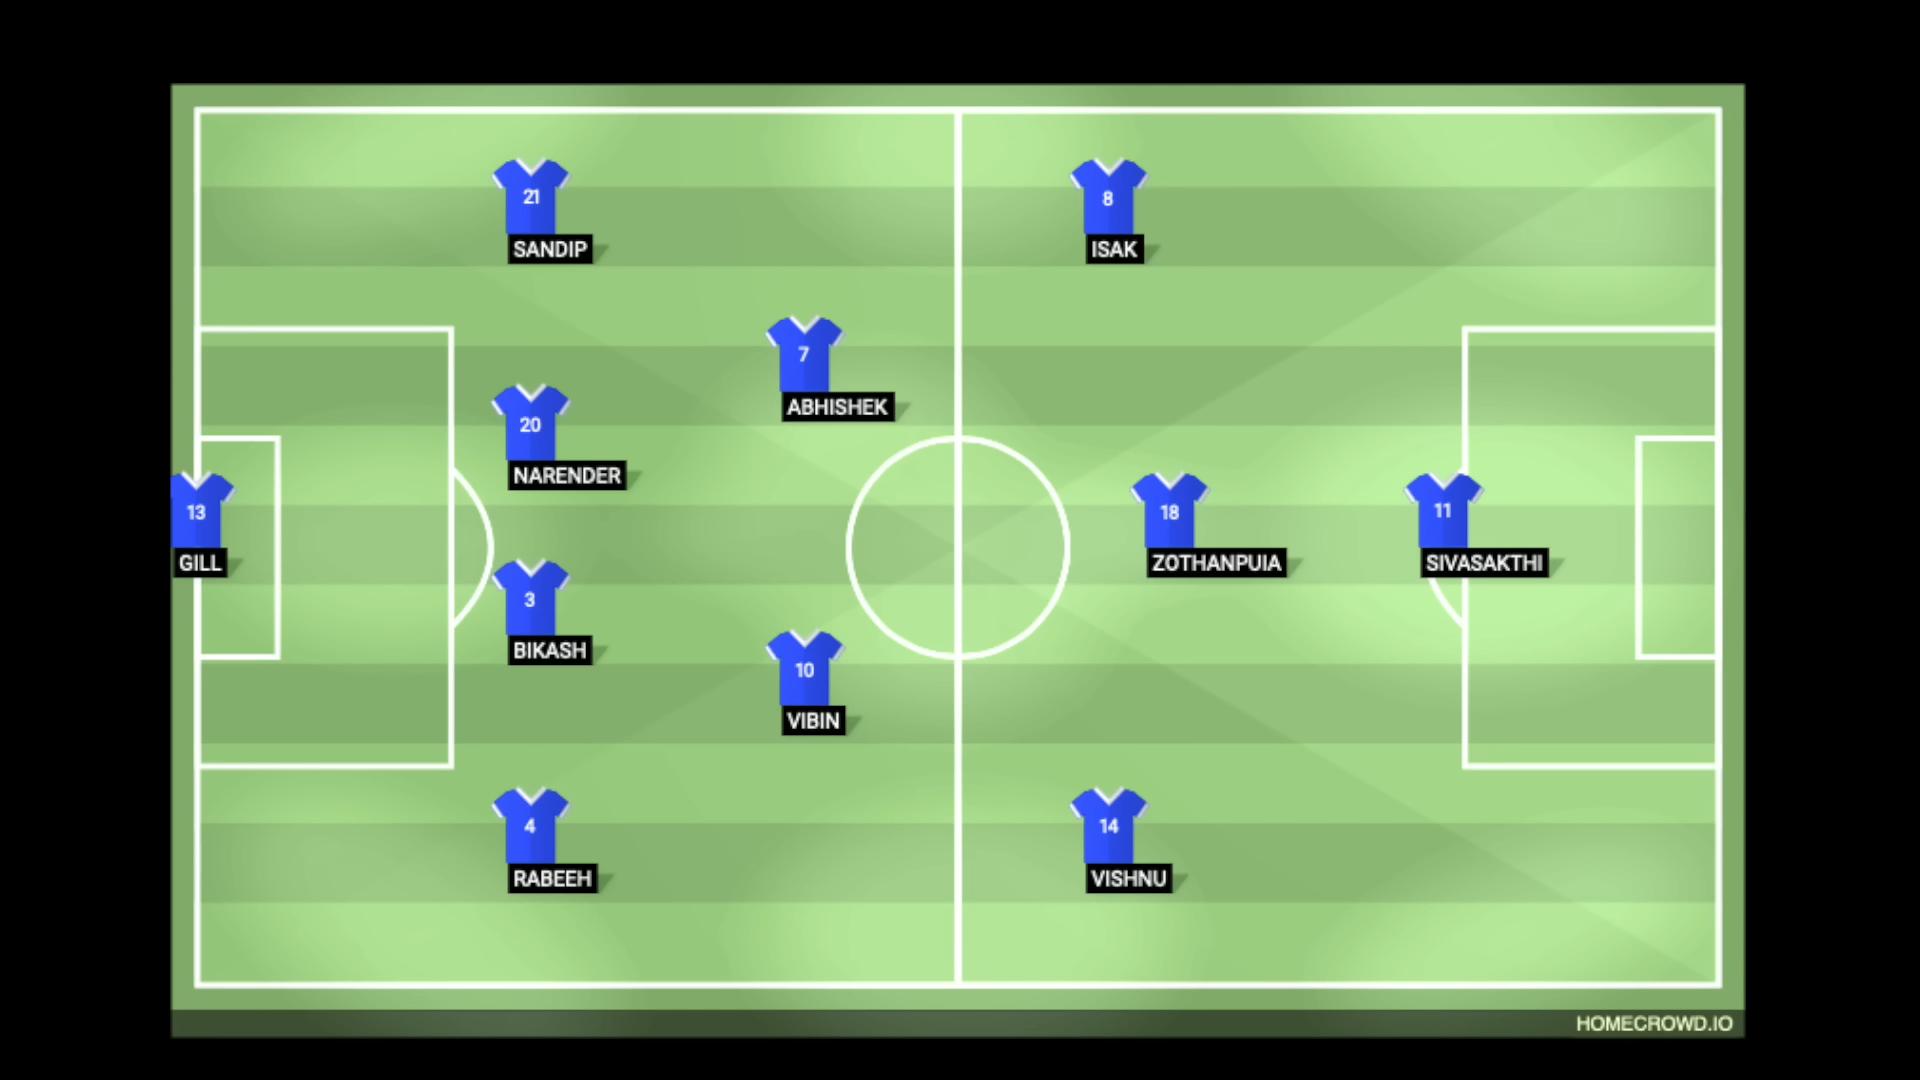 21
SANDIP
8
ISAK
7
ABHISHEK
20
NARENDER
13
GILL
18
ZOTHANPUIA
11
SIVASAKTHI
3
BIKASH
10
VIBIN
4
RABEEH
14
VISHNU
HOMECROWD.IO